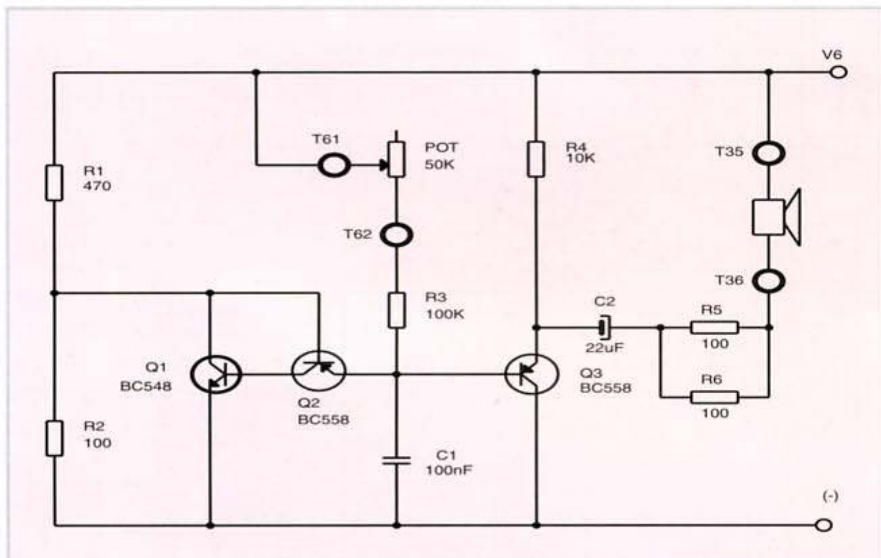 V6
T61
POT
50K
R4
10K
T35
R1
470
T62
T36
R3
100K
C2
22uF
R5
100
Q1
BC548
Q2
BC558
Q3
BC558
R6
100
R2
100
C1
100nF
(-)